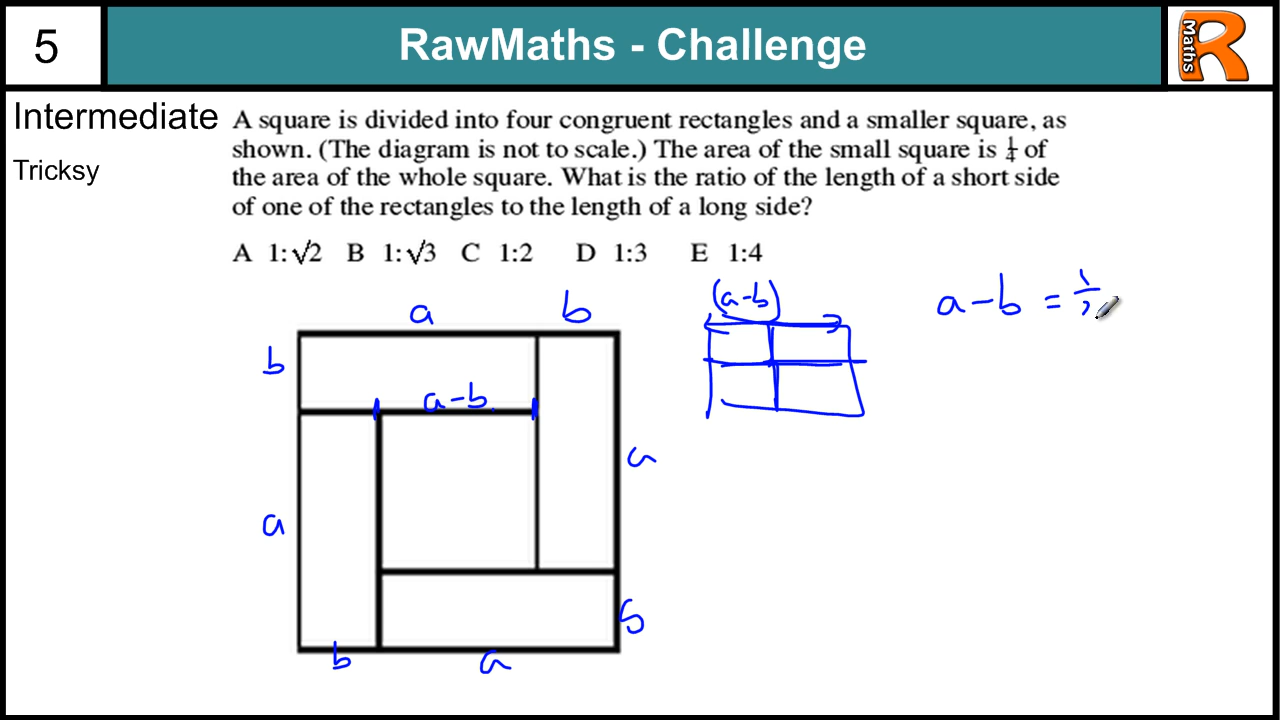 5
RawMaths - Challenge
Maths R
Intermediate
Tricksy
A square is divided into four congruent rectangles and a smaller square, as
shown. (The diagram is not to scale.) The area of the small square is 1/4 of
the area of the whole square. What is the ratio of the length of a short side
of one of the rectangles to the length of a long side?
A 1:√2 B 1:√3 C 1:2 D 1:3 E 1:4
(a-b)
a-b = 1/2
a b
b
a-b
a
a
b
b a